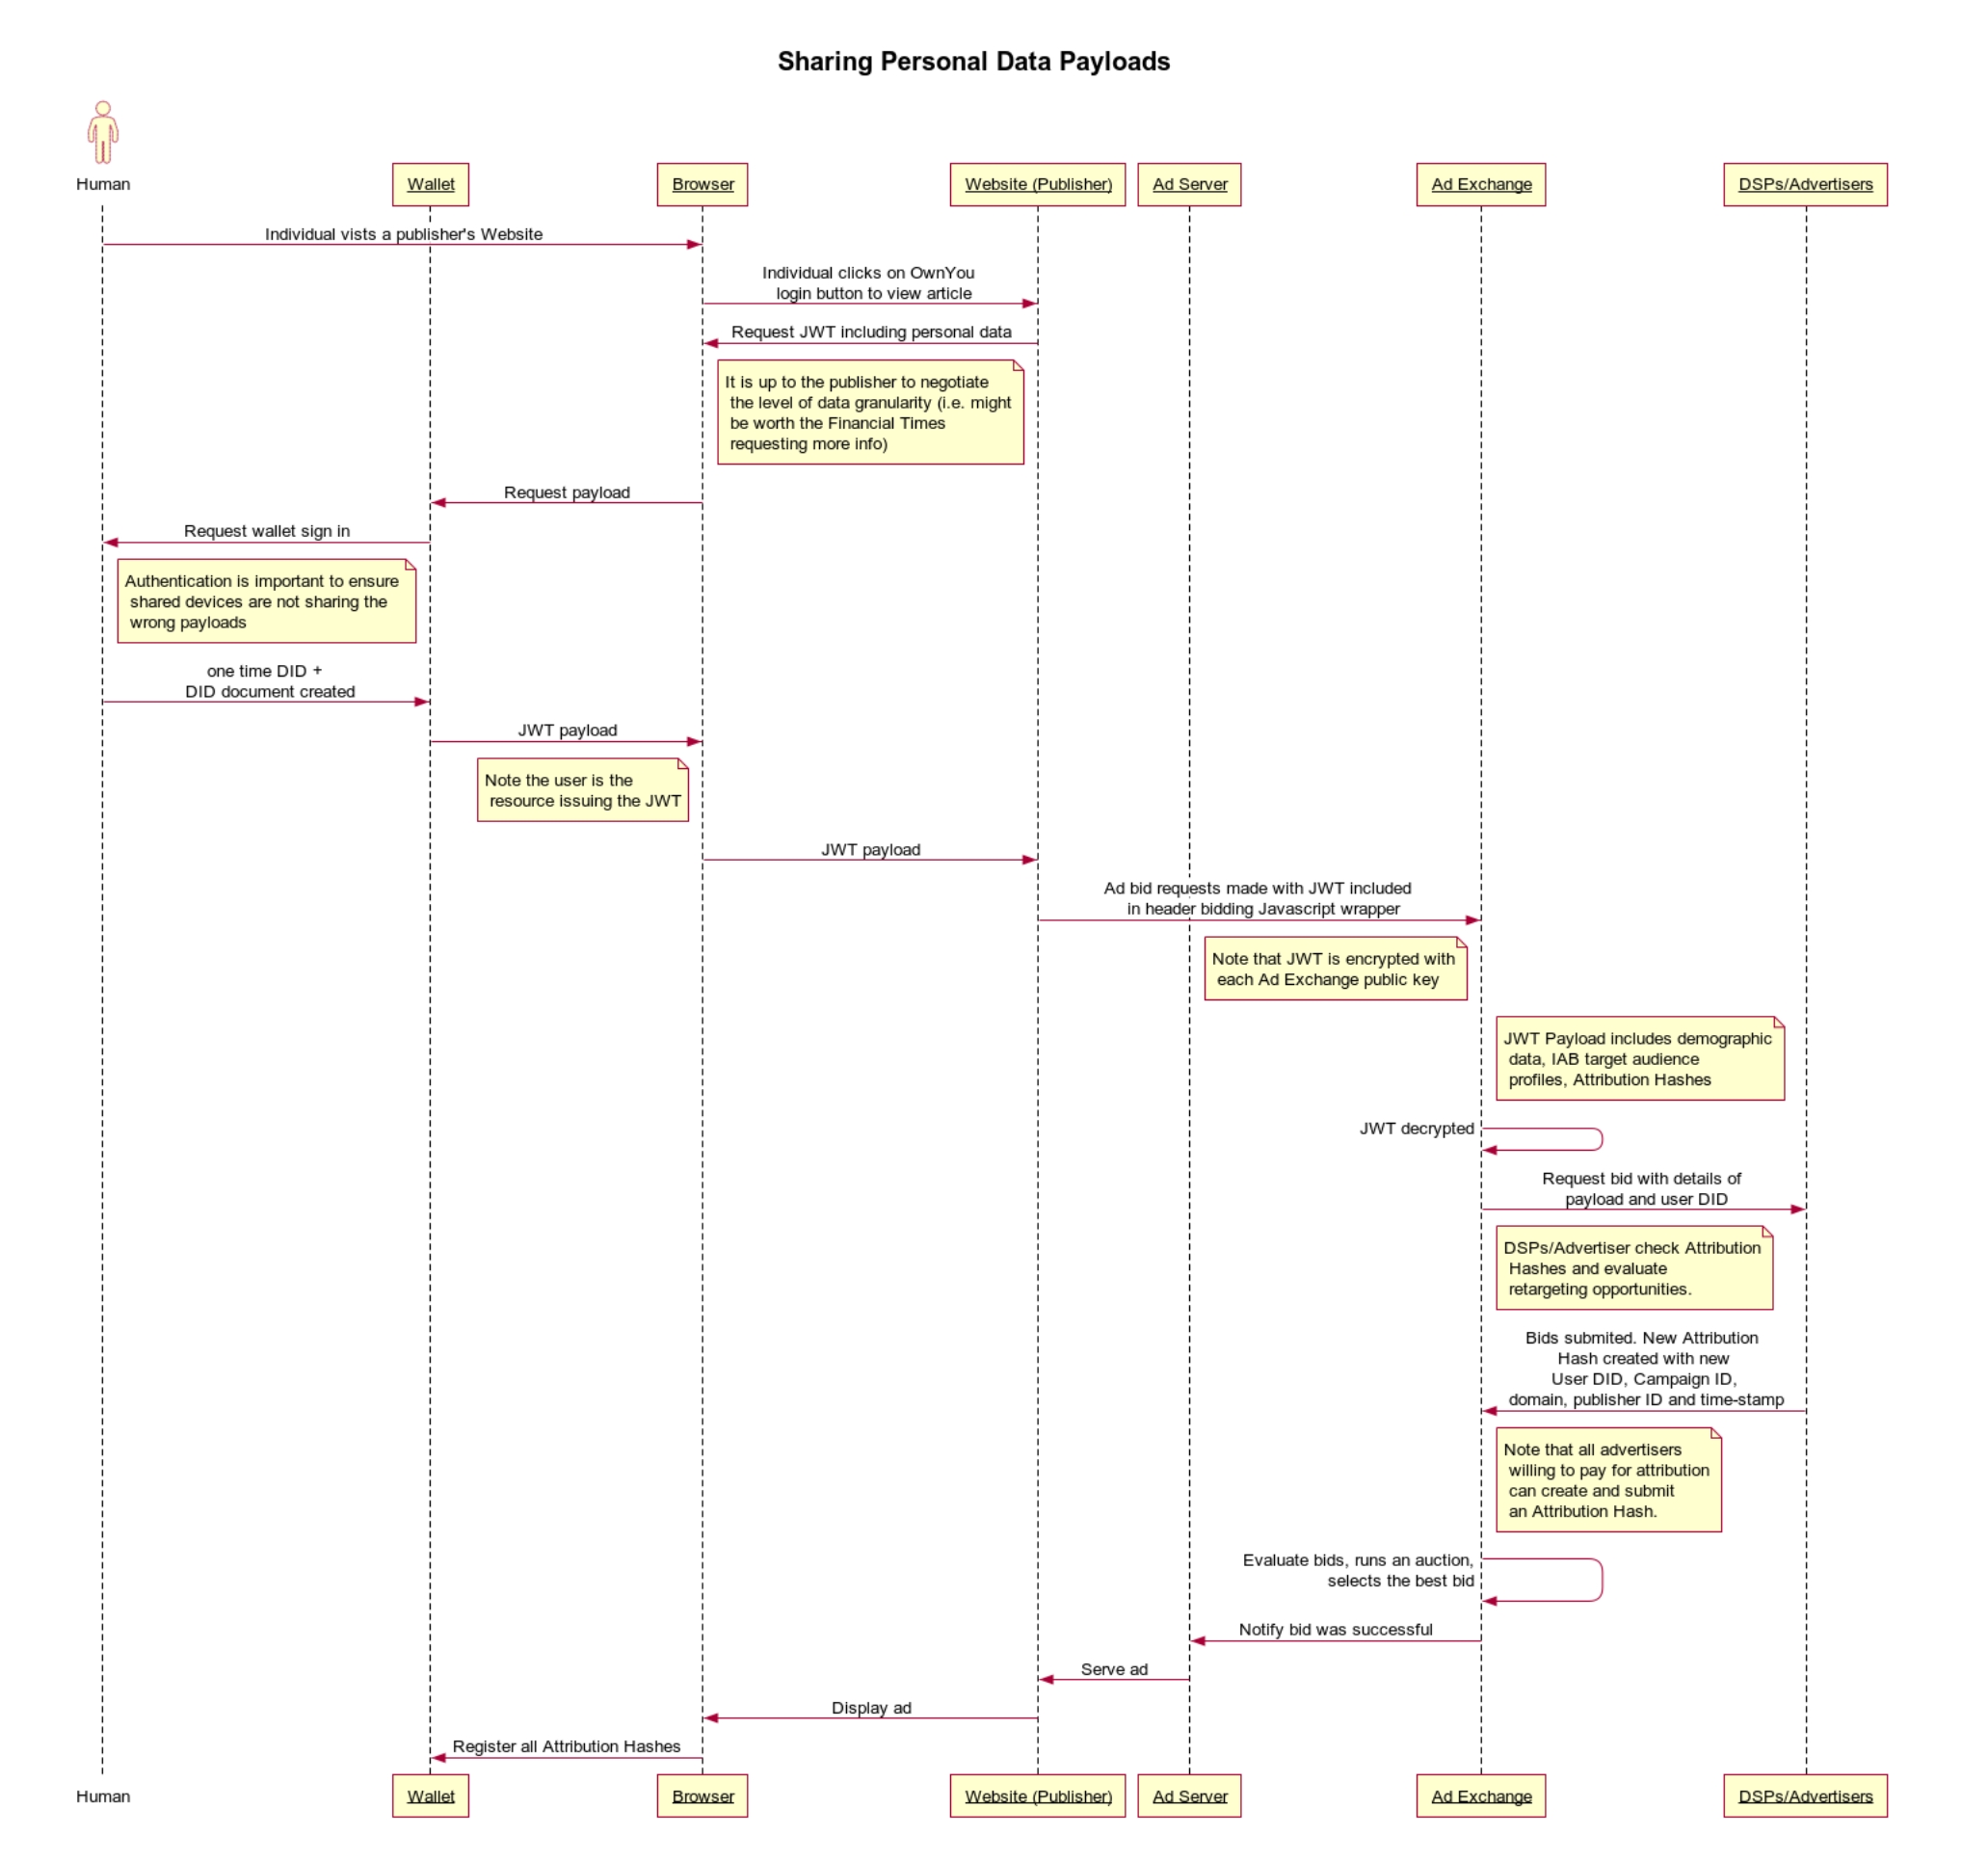 Sharing Personal Data Payloads
Human
Wallet
Browser
Website (Publisher)
Ad Server
Ad Exchange
DSPs/Advertisers
Individual vists a publisher's Website
Individual clicks on OwnYou
login button to view article
Request JWT including personal data
It is up to the publisher to negotiate
the level of data granularity (i.e. might
be worth the Financial Times
requesting more info)
Request payload
Request wallet sign in
Authentication is important to ensure
shared devices are not sharing the
wrong payloads
one time DID +
DID document created
JWT payload
Note the user is the
resource issuing the JWT
JWT payload
Ad bid requests made with JWT included
in header bidding Javascript wrapper
Note that JWT is encrypted with
each Ad Exchange public key
JWT Payload includes demographic
data, IAB target audience
profiles, Attribution Hashes
JWT decrypted
Request bid with details of
payload and user DID
DSPs/Advertiser check Attribution
Hashes and evaluate
retargeting opportunities.
Bids submited. New Attribution
Hash created with new
User DID, Campaign ID,
domain, publisher ID and time-stamp
Note that all advertisers
willing to pay for attribution
can create and submit
an Attribution Hash.
Evaluate bids, runs an auction,
selects the best bid
Notify bid was successful
Serve ad
Display ad
Register all Attribution Hashes
Human
Wallet
Browser
Website (Publisher)
Ad Server
Ad Exchange
DSPs/Advertisers